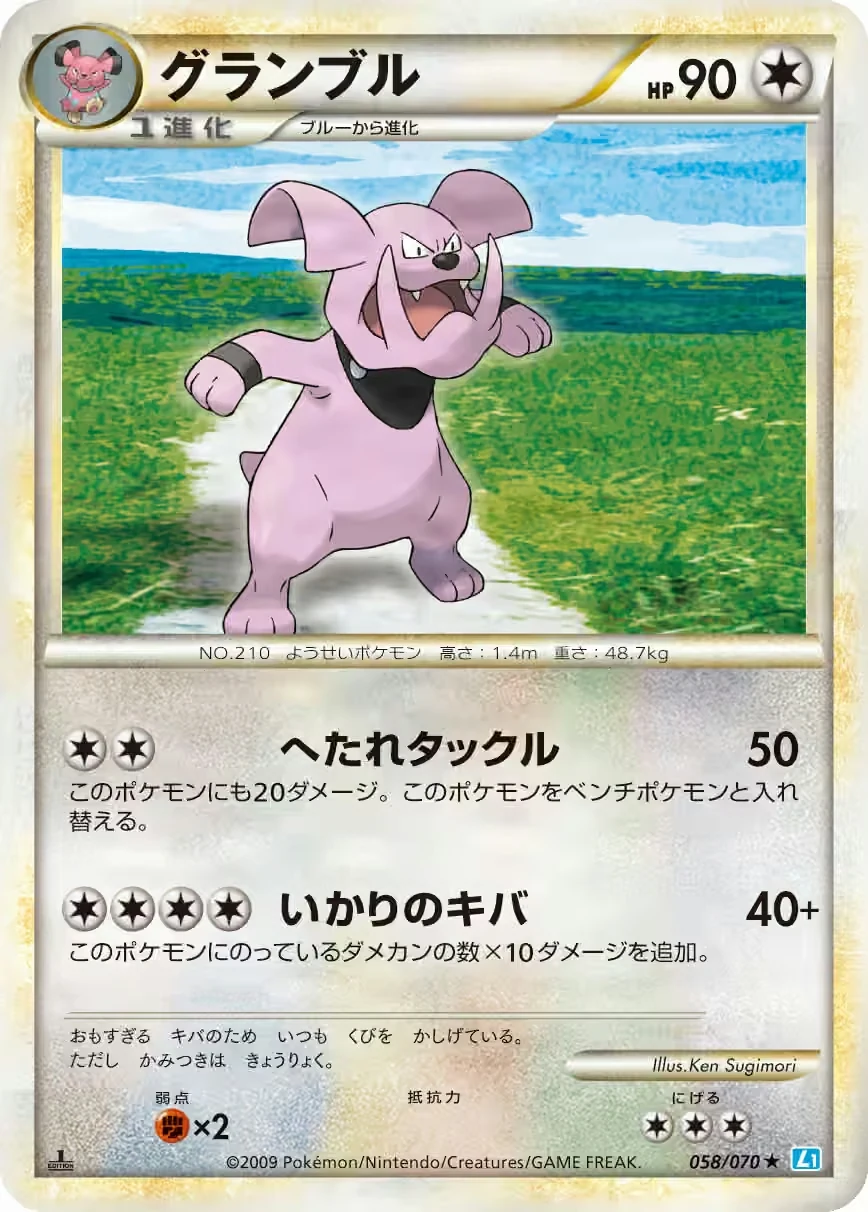 グランブル
HP90
1進化
ブルーから進化
NO.210 ようせいポケモン 高さ:1.4m 重さ:48.7kg
へたれタックル 50
このポケモンにも20ダメージ。このポケモンをベンチポケモンと入れ
替える。
いかりのキバ 40+
このポケモンにのっているダメカンの数×10ダメージを追加。
おもすぎる キバのため いつも くびを かしげている。
ただし かみつきは きょうりょく。
Illus.Ken Sugimori
弱点 抵抗力 にげる
×2
1 EDITION
©2009 Pokémon/Nintendo/Creatures/GAME FREAK.
058/070★ L1